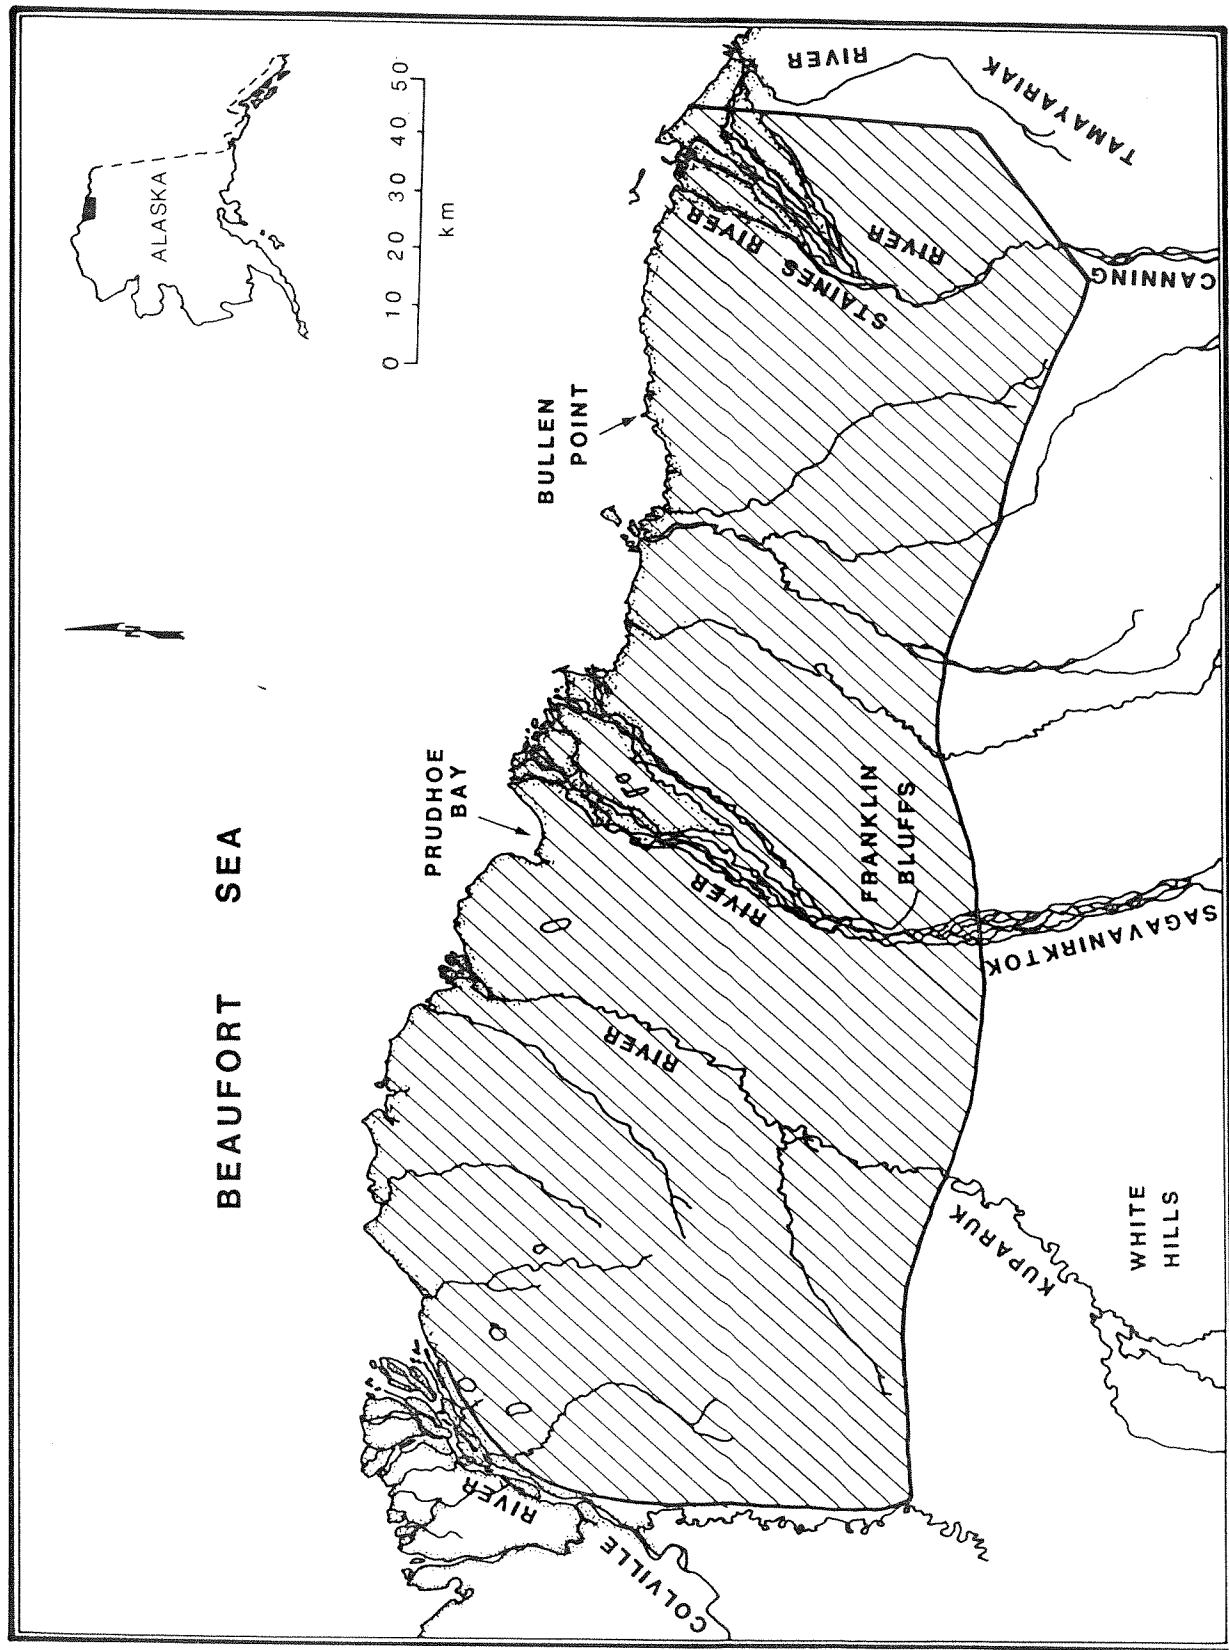 BEAUFORT SEA
N
ALASKA
0 10 20 30 40 50
km
PRUDHOE
BAY
BULLEN
POINT
COLVILLE RIVER
KUPARUK RIVER
SAGAVANIRKTOK RIVER
FRANKLIN
BLUFFS
STAINES RIVER
CANNING RIVER
TAMAYARIAK RIVER
WHITE
HILLS